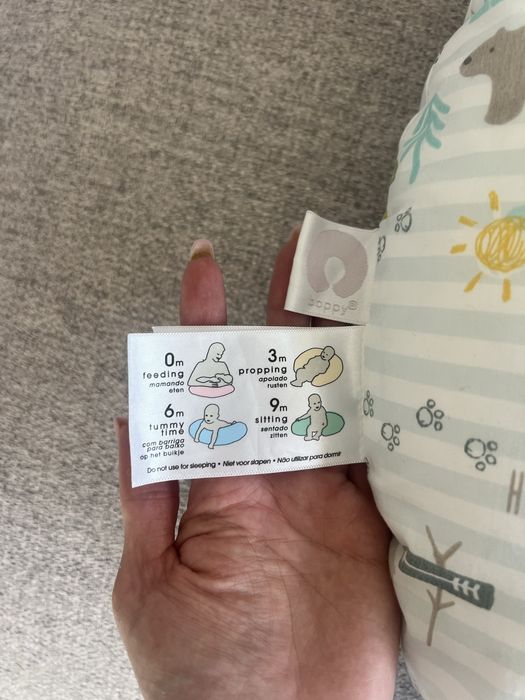 boppy®
0m
feeding
mamando
eten
3m
propping
apoiado
rusten
6m
tummy
time
com barriga
para baixo
op het buikje
9m
sitting
sentado
zitten
Do not use for sleeping • Niet voor slapen • Não utilizar para dormir